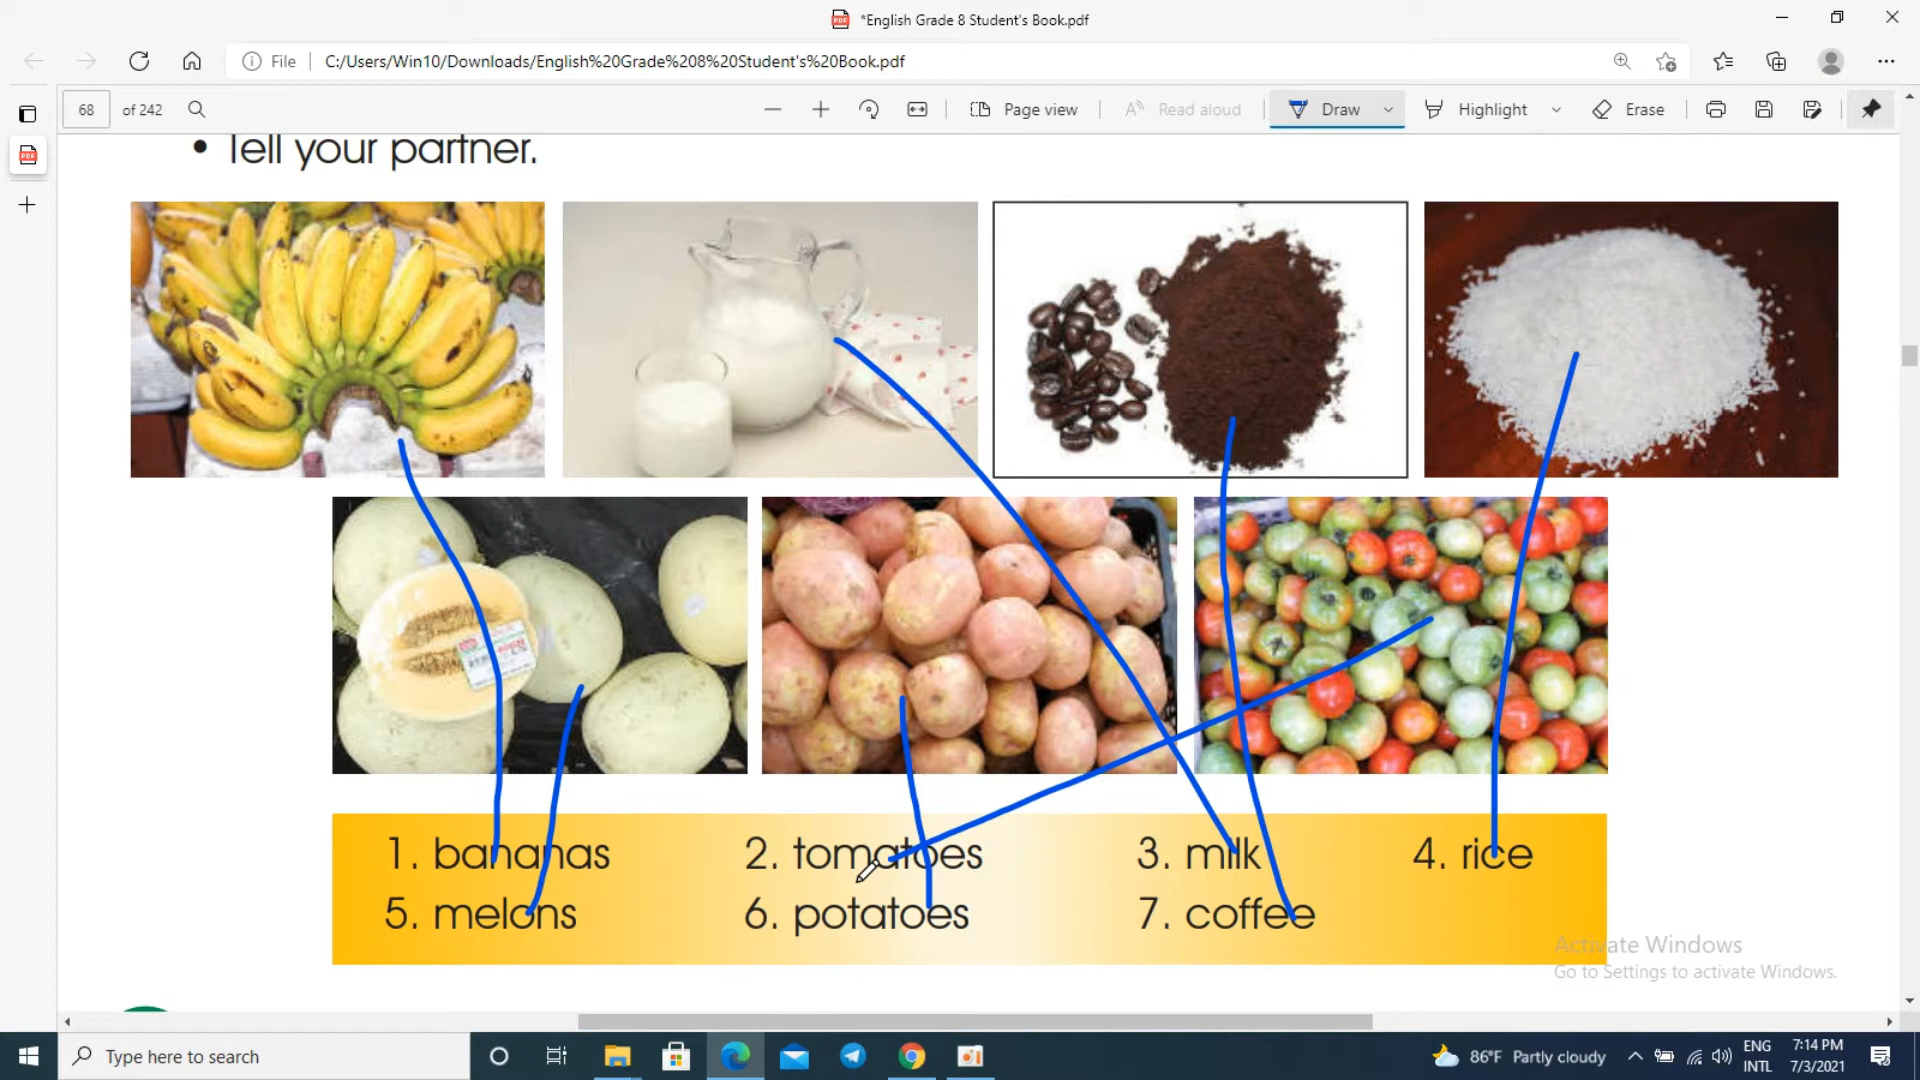 *English Grade 8 Student's Book.pdf
File C:/Users/Win10/Downloads/English%20Grade%208%20Student's%20Book.pdf
68 of 242 Page view Read aloud Draw Highlight Erase
• Tell your partner.
1. bananas 2. tomatoes 3. milk 4. rice
5. melons 6. potatoes 7. coffee
Activate Windows
Go to Settings to activate Windows.
Type here to search 86°F Partly cloudy ENG 7:14 PM
INTL 7/3/2021